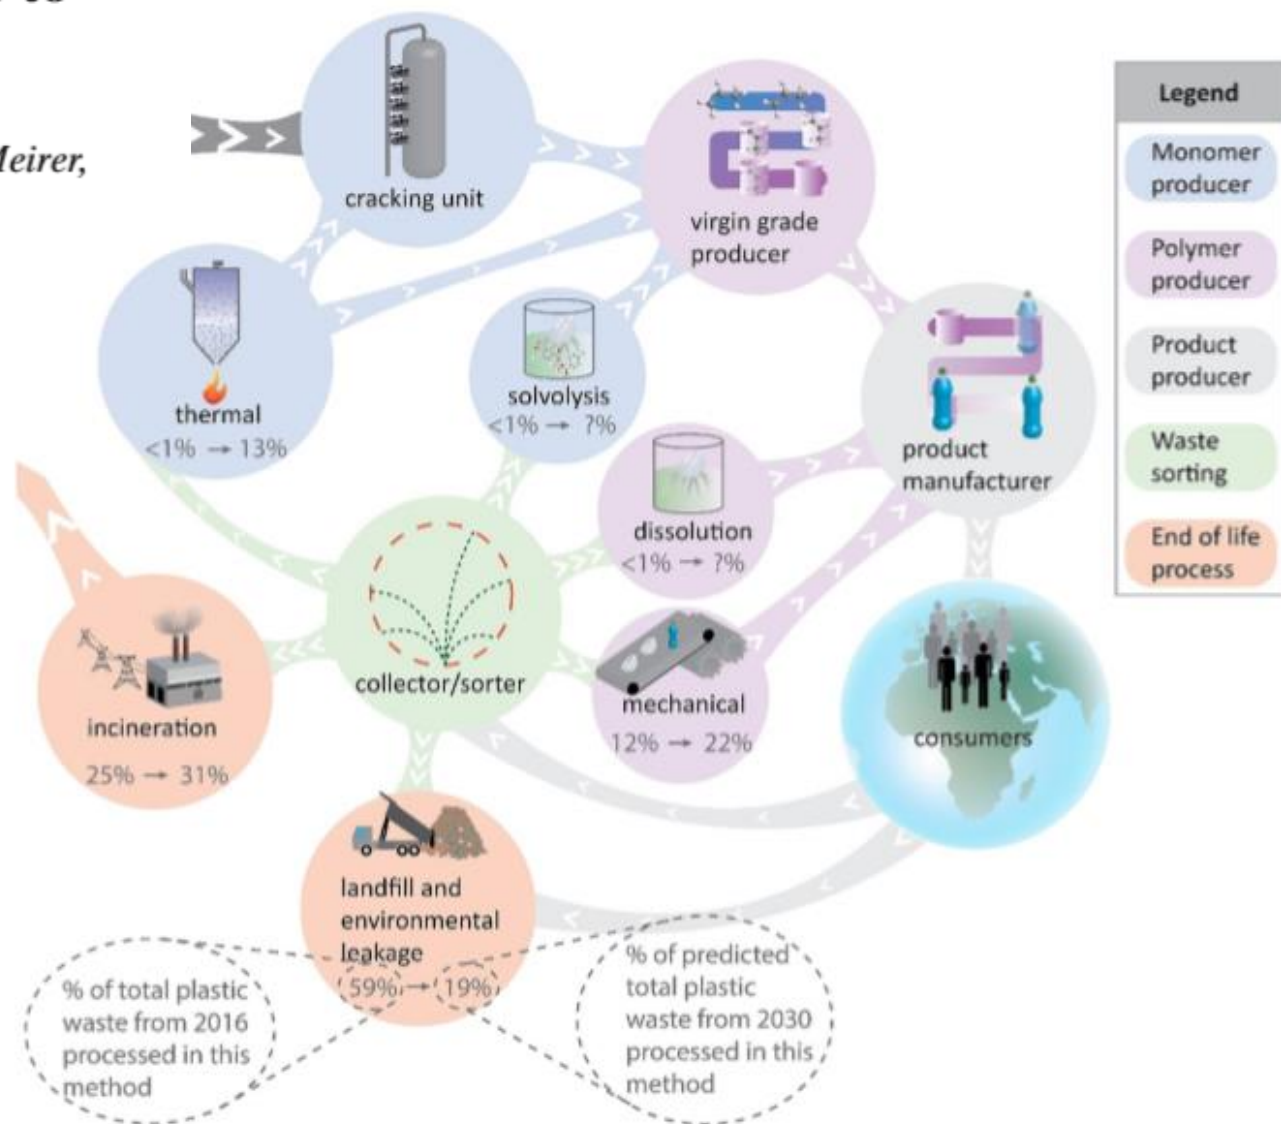 Meirer,
cracking unit
virgin grade
producer
thermal
<1% → 13%
solvolysis
<1% → ?%
product
manufacturer
dissolution
<1% → ?%
collector/sorter
mechanical
12% → 22%
consumers
incineration
25% → 31%
landfill and
environmental
leakage
59% → 19%
% of total plastic
waste from 2016
processed in this
method
% of predicted
total plastic
waste from 2030
processed in this
method
Legend
Monomer
producer
Polymer
producer
Product
producer
Waste
sorting
End of life
process